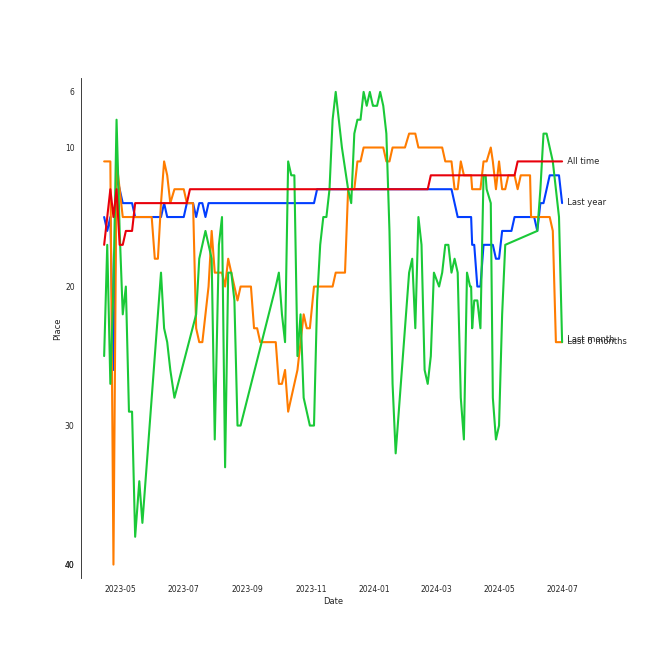 6
10
All time
Last year
20
Place
Last month
Last 6 months
30
40
2023-05
2023-07
2023-09
2023-11
2024-01
2024-03
2024-05
2024-07
Date